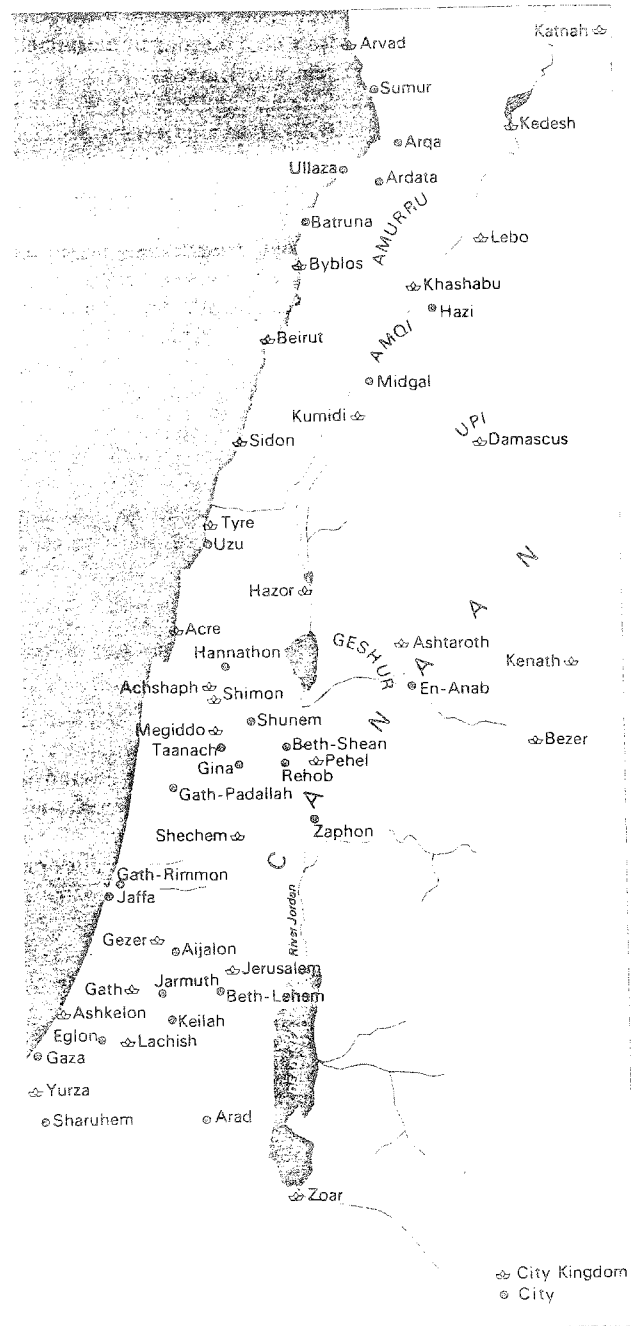 Katnah
Arvad
Sumur
Kedesh
Arqa
Ullaza
Ardata
AMURRU
Batruna
Lebo
Byblos
Khashabu
Hazi
AMQI
Beirut
Midgal
Kumidi
UPI
Damascus
Sidon
Tyre
Uzu
CANAAN
Hazor
Acre
GESHUR
Ashtaroth
Hannathon
Kenath
Achshaph
En-Anab
Shimon
Shunem
Megiddo
Bezer
Taanach
Beth-Shean
Gina
Pehel
Rehob
Gath-Padallah
Zaphon
Shechem
Gath-Rimmon
Jaffa
River Jordan
Gezer
Aijalon
Jerusalem
Jarmuth
Gath
Beth-Lehem
Ashkelon
Keilah
Eglon
Lachish
Gaza
Yurza
Sharuhem
Arad
Zoar
City Kingdom
City